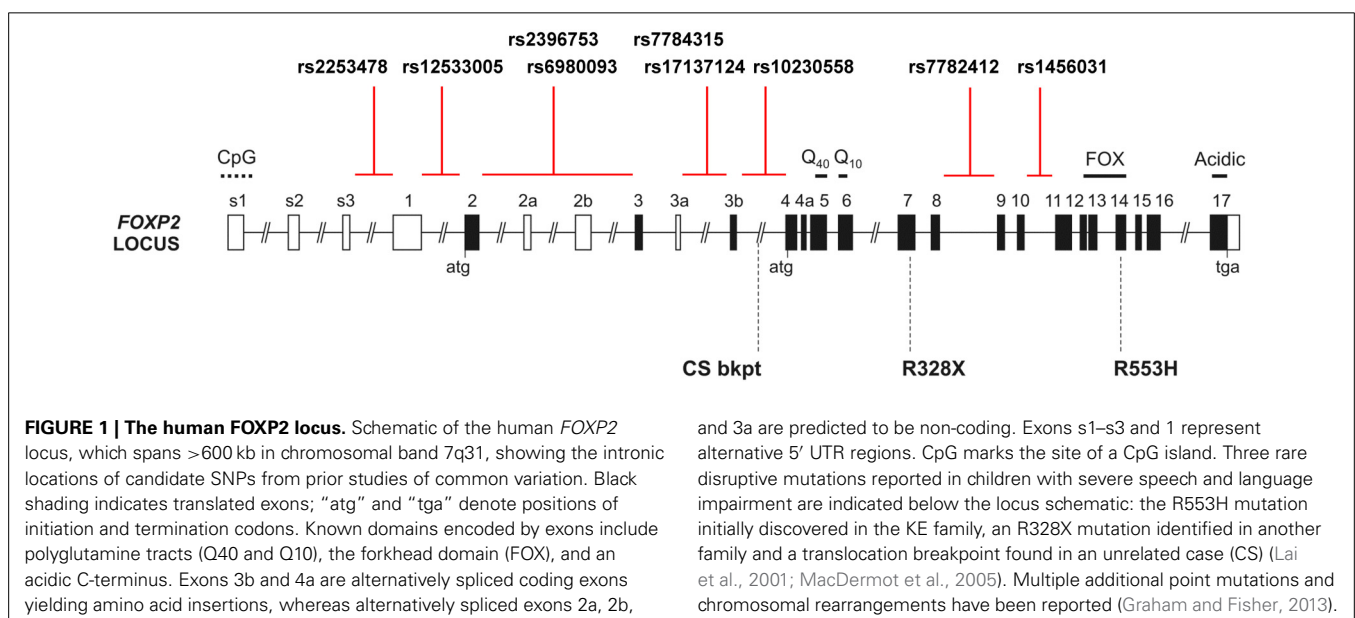 rs2396753 rs7784315
rs2253478 rs12533005 rs6980093 rs17137124 rs10230558 rs7782412 rs1456031
CpG Q40 Q10 FOX Acidic
s1 s2 s3 1 2 2a 2b 3 3a 3b 4 4a 5 6 7 8 9 10 11 12 13 14 15 16 17
FOXP2
LOCUS
atg atg tga
CS bkpt R328X R553H
FIGURE 1 | The human FOXP2 locus. Schematic of the human FOXP2
locus, which spans >600 kb in chromosomal band 7q31, showing the intronic
locations of candidate SNPs from prior studies of common variation. Black
shading indicates translated exons; “atg” and “tga” denote positions of
initiation and termination codons. Known domains encoded by exons include
polyglutamine tracts (Q40 and Q10), the forkhead domain (FOX), and an
acidic C-terminus. Exons 3b and 4a are alternatively spliced coding exons
yielding amino acid insertions, whereas alternatively spliced exons 2a, 2b,
and 3a are predicted to be non-coding. Exons s1–s3 and 1 represent
alternative 5′ UTR regions. CpG marks the site of a CpG island. Three rare
disruptive mutations reported in children with severe speech and language
impairment are indicated below the locus schematic: the R553H mutation
initially discovered in the KE family, an R328X mutation identified in another
family and a translocation breakpoint found in an unrelated case (CS) (Lai
et al., 2001; MacDermot et al., 2005). Multiple additional point mutations and
chromosomal rearrangements have been reported (Graham and Fisher, 2013).